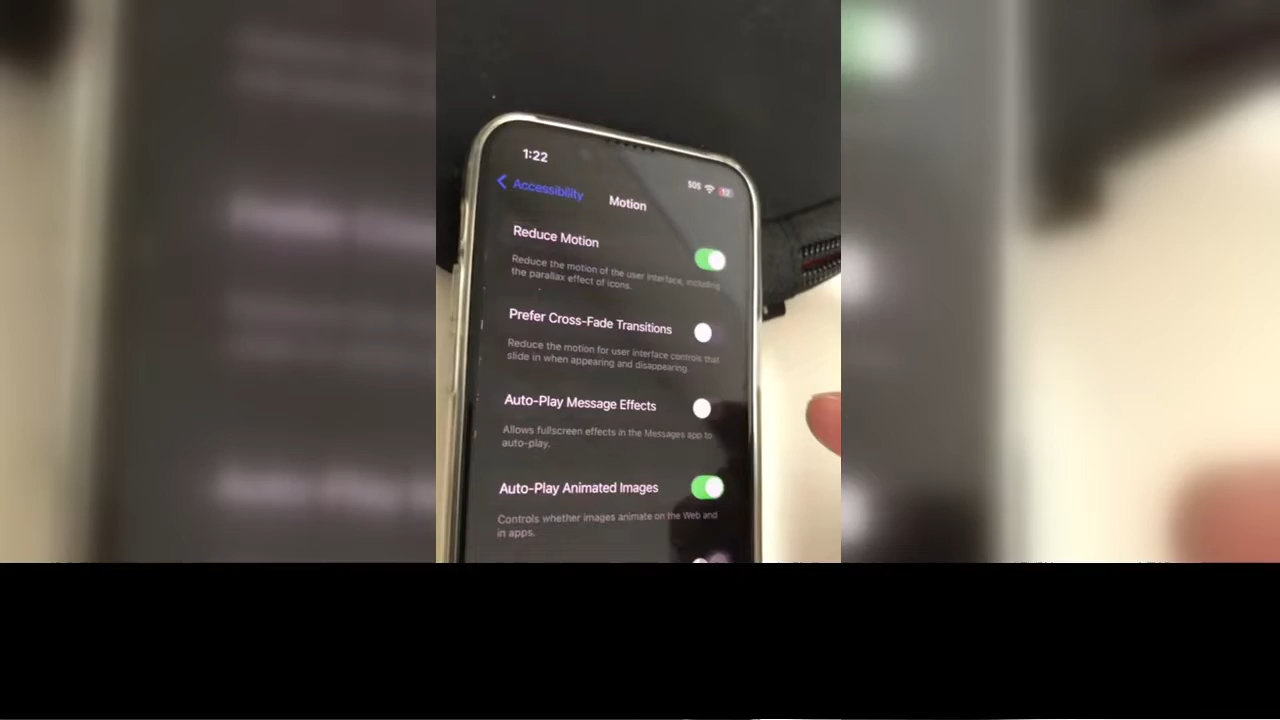 1:22
SOS
Accessibility
Motion
Reduce Motion
Reduce the motion of the user interface, including
the parallax effect of icons.
Prefer Cross-Fade Transitions
Reduce the motion for user interface controls that
slide in when appearing and disappearing.
Auto-Play Message Effects
Allows fullscreen effects in the Messages app to
auto-play.
Auto-Play Animated Images
Controls whether images animate on the Web and
in apps.